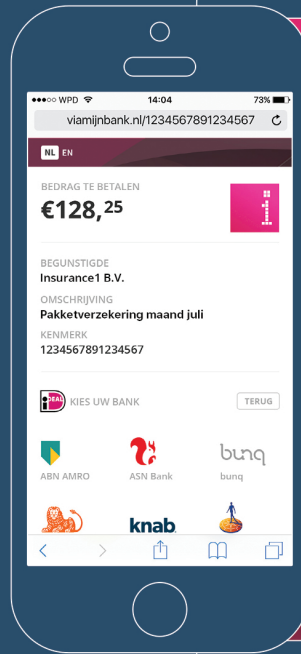 WPD 14:04 73%
viamijnbank.nl/1234567891234567
NL EN
BEDRAG TE BETALEN
€128,25
i
BEGUNSTIGDE
Insurance1 B.V.
OMSCHRIJVING
Pakketverzekering maand juli
KENMERK
1234567891234567
iDEAL KIES UW BANK TERUG
bunq
ABN AMRO ASN Bank bunq
knab.